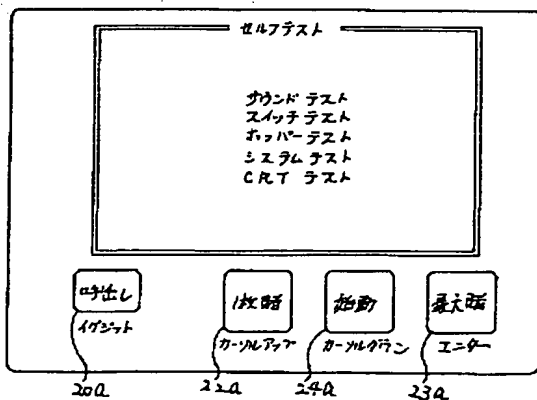 セルフテスト
サウンド テスト
スイッチ テスト
ホッパー テスト
システム テスト
CRT テスト
呼出し 1枚賭 始動 最大賭
イグジット カーソルアップ カーソルダウン エンター
20a 22a 24a 23a